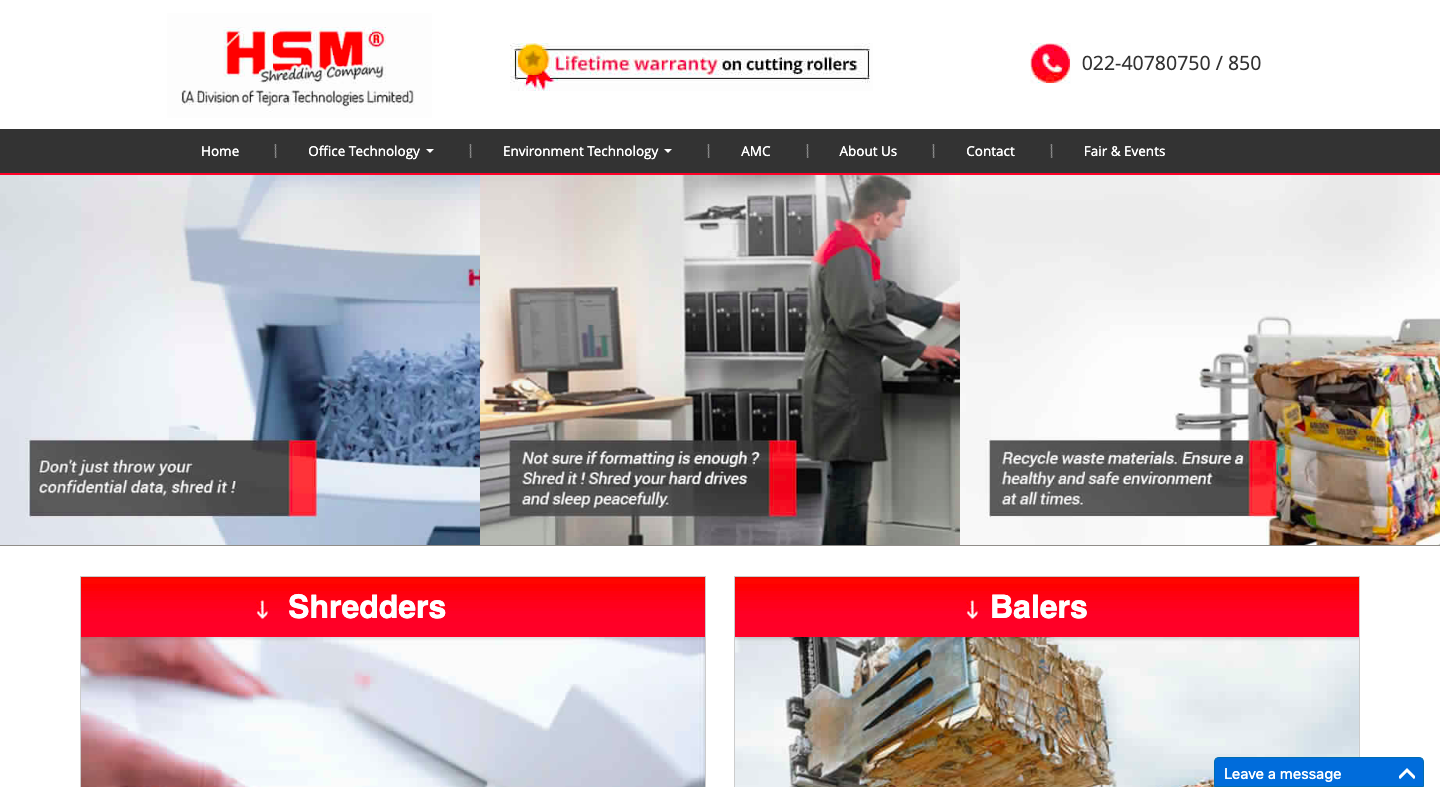 HSM®
Shredding Company
(A Division of Tejora Technologies Limited)
Lifetime warranty on cutting rollers
022-40780750 / 850
Home
Office Technology
Environment Technology
AMC
About Us
Contact
Fair & Events
Don't just throw your
confidential data, shred it !
Not sure if formatting is enough ?
Shred it ! Shred your hard drives
and sleep peacefully.
Recycle waste materials. Ensure a
healthy and safe environment
at all times.
↓ Shredders
↓ Balers
Leave a message